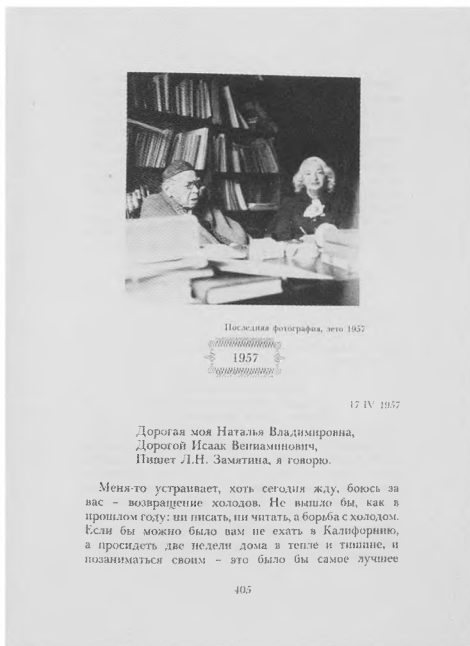 Последняя фотография, лето 1957
1957
17 IV 1957
Дорогая моя Наталья Владимировна,
Дорогой Исаак Вениаминович,
Пишет Л.Н. Замятина, я говорю.
Меня-то устраивает, хоть сегодня жду, боюсь за
вас – возвращение холодов. Не вышло бы, как в
прошлом году: ни писать, ни читать, а борьба с холодом.
Если бы можно было вам не ехать в Калифорнию,
а просидеть две недели дома в тепле и тишине, и
позаниматься своим – это было бы самое лучшее
405